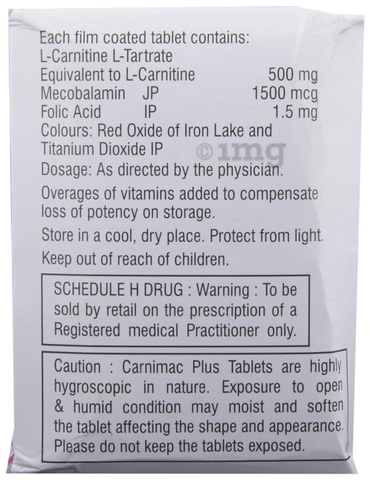 Each film coated tablet contains:
L-Carnitine L-Tartrate
Equivalent to L-Carnitine 500 mg
Mecobalamin JP 1500 mcg
Folic Acid IP 1.5 mg
Colours: Red Oxide of Iron Lake and
Titanium Dioxide IP
©1mg
Dosage: As directed by the physician.
Overages of vitamins added to compensate
loss of potency on storage.
Store in a cool, dry place. Protect from light.
Keep out of reach of children.
SCHEDULE H DRUG : Warning : To be
sold by retail on the prescription of a
Registered medical Practitioner only.
Caution : Carnimac Plus Tablets are highly
hygroscopic in nature. Exposure to open
& humid condition may moist and soften
the tablet affecting the shape and appearance.
Please do not keep the tablets exposed.